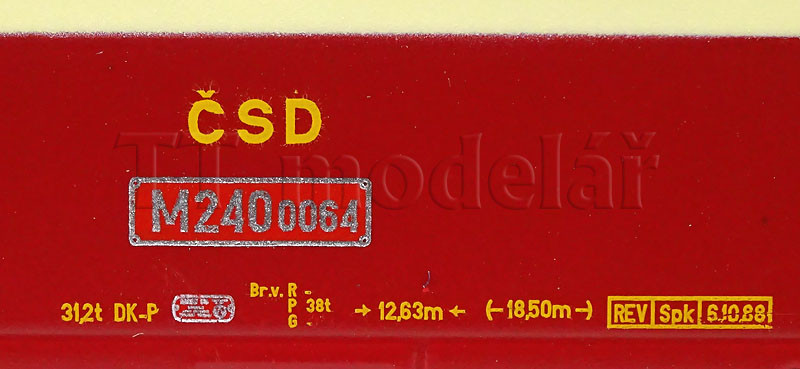 ČSD
TT modelář
M240 0064
Br.v. R -
P 38t
G -
31,2t DK-P
→12,63m← (-18,50m-) REV Spk 6.10.88